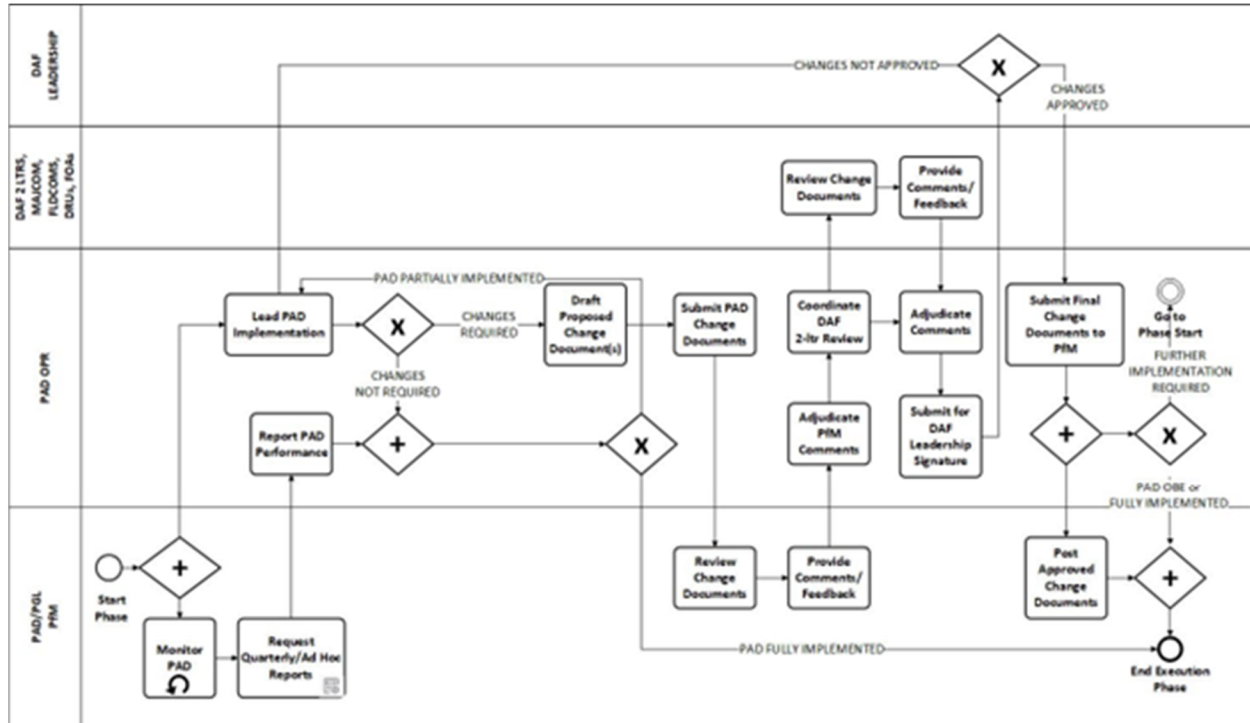 DAF
LEADERSHIP
CHANGES NOT APPROVED
X
CHANGES
APPROVED
DAF 2 LTRS,
MAJCOM,
FLDCOMS,
DRUs, FOAs
Review Change
Documents
Provide
Comments/
Feedback
PAD OPR
PAD PARTIALLY IMPLEMENTED
Lead PAD
Implementation
X
CHANGES
REQUIRED
Draft
Proposed
Change
Document(s)
Submit PAD
Change
Documents
Coordinate
DAF
2-ltr Review
Adjudicate
Comments
Submit Final
Change
Documents to
PfM
Go to
Phase Start
FURTHER
IMPLEMENTATION
REQUIRED
CHANGES
NOT REQUIRED
Report PAD
Performance
+
X
Adjudicate
PfM
Comments
Submit for
DAF
Leadership
Signature
+
X
PAD OBE or
FULLY IMPLEMENTED
PAD/PGL
PfM
Start
Phase
+
Monitor
PAD
Request
Quarterly/Ad Hoc
Reports
Review
Change
Documents
Provide
Comments/
Feedback
Post
Approved
Change
Documents
+
PAD FULLY IMPLEMENTED
End Execution
Phase